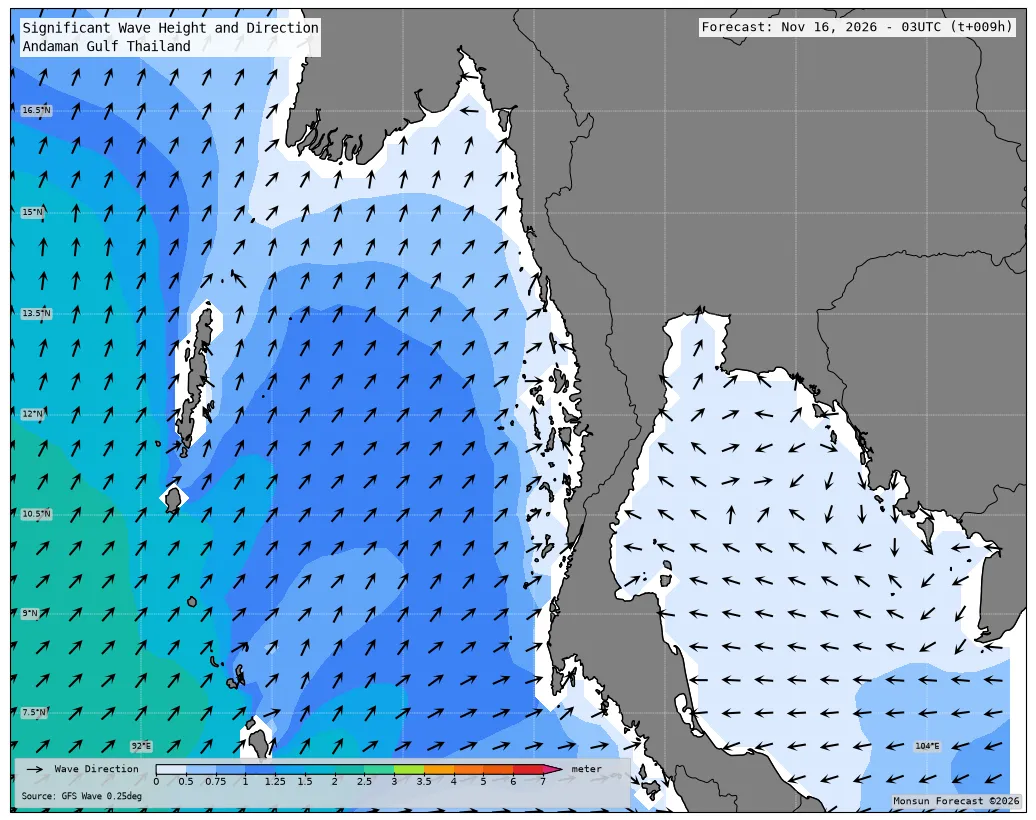 Significant Wave Height and Direction
Andaman Gulf Thailand
Forecast: Nov 16, 2026 - 03UTC (t+009h)
16.5°N
15°N
13.5°N
12°N
10.5°N
9°N
7.5°N
92°E
104°E
Wave Direction
0 0.5 0.75 1 1.25 1.5 2 2.5 3 3.5 4 5 6 7
meter
Source: GFS Wave 0.25deg
Monsun Forecast ©2026